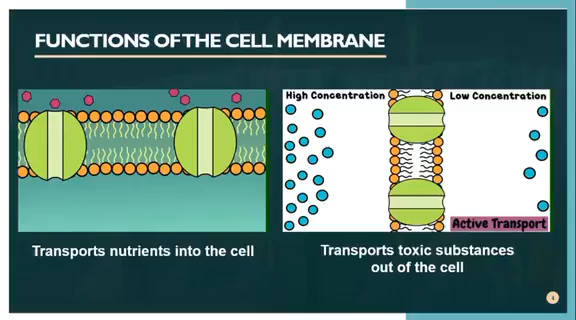 FUNCTIONS OF THE CELL MEMBRANE
High Concentration
Low Concentration
Active Transport
Transports nutrients into the cell
Transports toxic substances
out of the cell